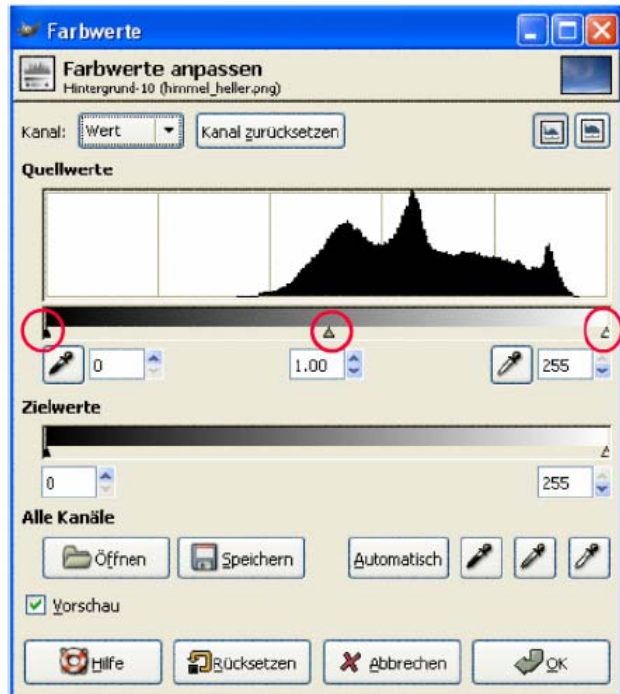 Farbwerte
Farbwerte anpassen
Hintergrund-10 (himmel_heller.png)
Kanal: Wert Kanal zurücksetzen
Quellwerte
0 1.00 255
Zielwerte
0 255
Alle Kanäle
Öffnen Speichern Automatisch
Vorschau
Hilfe Rücksetzen Abbrechen OK